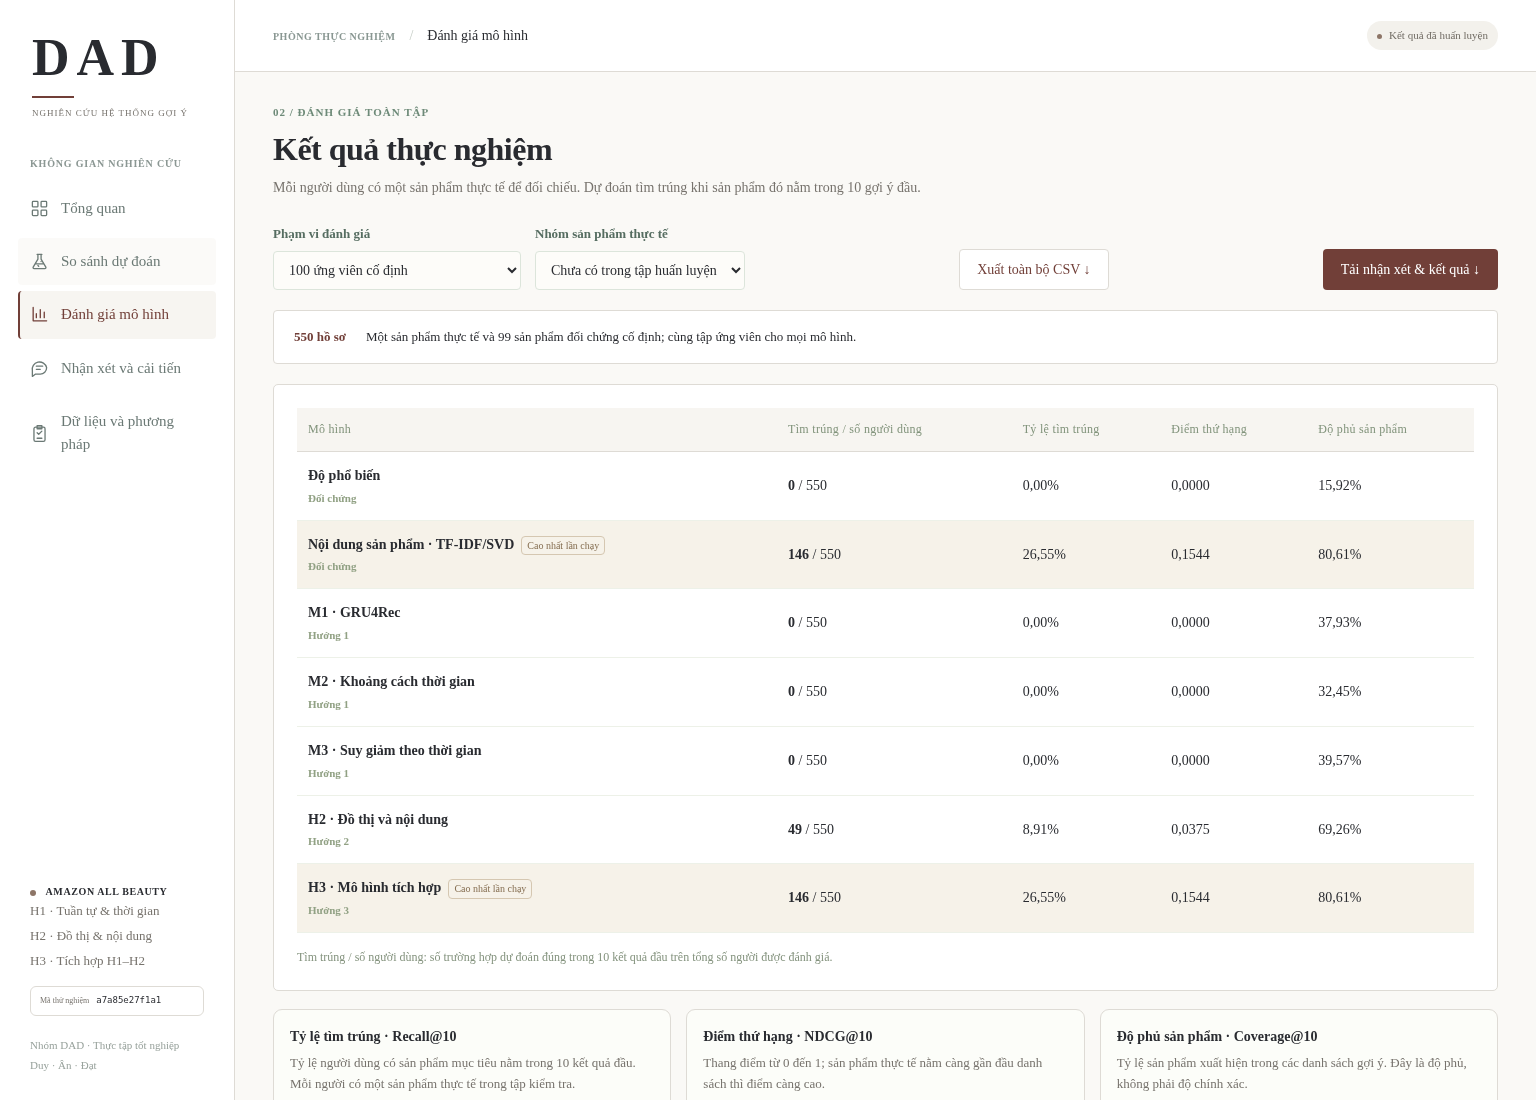 DAD
NGHIÊN CỨU HỆ THỐNG GỢI Ý
KHÔNG GIAN NGHIÊN CỨU
Tổng quan
So sánh dự đoán
Đánh giá mô hình
Nhận xét và cải tiến
Dữ liệu và phương
pháp
AMAZON ALL BEAUTY
H1 · Tuần tự & thời gian
H2 · Đồ thị & nội dung
H3 · Tích hợp H1–H2
Mã thử nghiệm a7a85e27f1a1
Nhóm DAD · Thực tập tốt nghiệp
Duy · Ân · Đạt
PHÒNG THỰC NGHIỆM / Đánh giá mô hình
Kết quả đã huấn luyện
02 / ĐÁNH GIÁ TOÀN TẬP
Kết quả thực nghiệm
Mỗi người dùng có một sản phẩm thực tế để đối chiếu. Dự đoán tìm trúng khi sản phẩm đó nằm trong 10 gợi ý đầu.
Phạm vi đánh giá Nhóm sản phẩm thực tế
100 ứng viên cố định Chưa có trong tập huấn luyện Xuất toàn bộ CSV ↓ Tải nhận xét & kết quả ↓
550 hồ sơ Một sản phẩm thực tế và 99 sản phẩm đối chứng cố định; cùng tập ứng viên cho mọi mô hình.
Mô hình Tìm trúng / số người dùng Tỷ lệ tìm trúng Điểm thứ hạng Độ phủ sản phẩm
Độ phổ biến
Đối chứng
0 / 550 0,00% 0,0000 15,92%
Nội dung sản phẩm · TF-IDF/SVD Cao nhất lần chạy
Đối chứng
146 / 550 26,55% 0,1544 80,61%
M1 · GRU4Rec
Hướng 1
0 / 550 0,00% 0,0000 37,93%
M2 · Khoảng cách thời gian
Hướng 1
0 / 550 0,00% 0,0000 32,45%
M3 · Suy giảm theo thời gian
Hướng 1
0 / 550 0,00% 0,0000 39,57%
H2 · Đồ thị và nội dung
Hướng 2
49 / 550 8,91% 0,0375 69,26%
H3 · Mô hình tích hợp Cao nhất lần chạy
Hướng 3
146 / 550 26,55% 0,1544 80,61%
Tìm trúng / số người dùng: số trường hợp dự đoán đúng trong 10 kết quả đầu trên tổng số người được đánh giá.
Tỷ lệ tìm trúng · Recall@10
Tỷ lệ người dùng có sản phẩm mục tiêu nằm trong 10 kết quả đầu.
Mỗi người có một sản phẩm thực tế trong tập kiểm tra.
Điểm thứ hạng · NDCG@10
Thang điểm từ 0 đến 1; sản phẩm thực tế nằm càng gần đầu danh
sách thì điểm càng cao.
Độ phủ sản phẩm · Coverage@10
Tỷ lệ sản phẩm xuất hiện trong các danh sách gợi ý. Đây là độ phủ,
không phải độ chính xác.